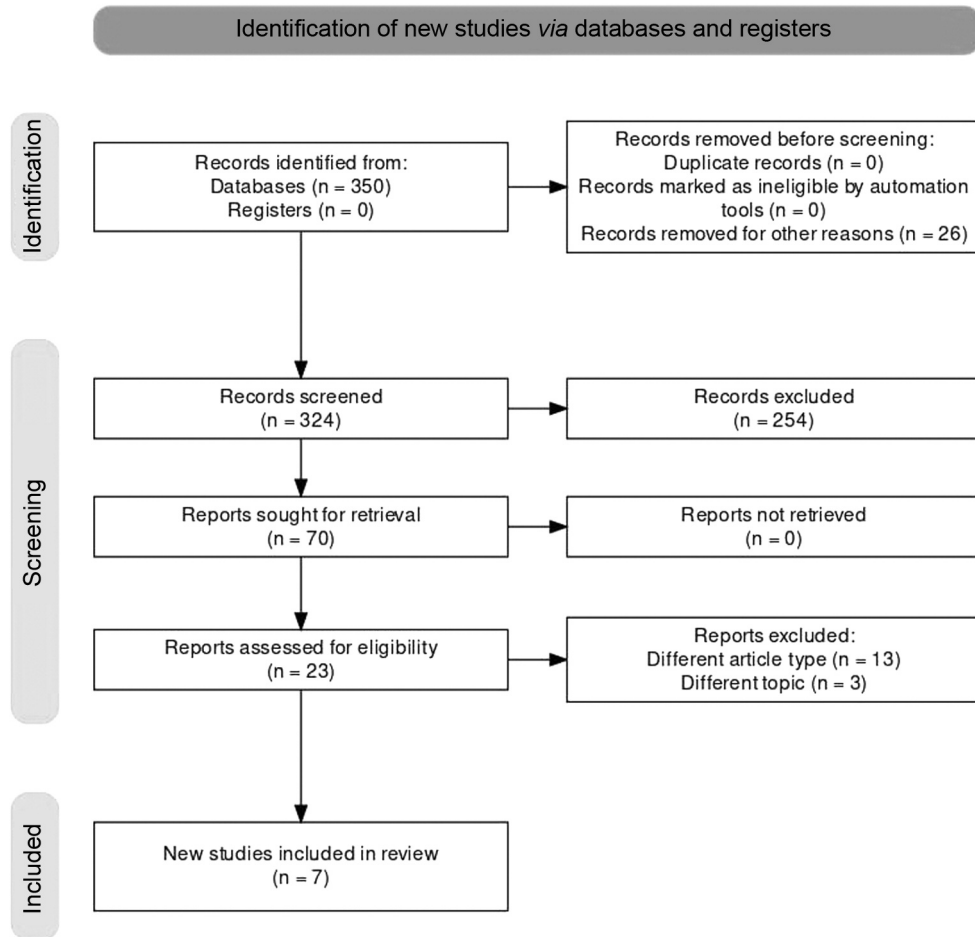 Identification of new studies via databases and registers
Identification
Records identified from:
Databases (n = 350)
Registers (n = 0)
Records removed before screening:
Duplicate records (n = 0)
Records marked as ineligible by automation
tools (n = 0)
Records removed for other reasons (n = 26)
Screening
Records screened
(n = 324)
Records excluded
(n = 254)
Reports sought for retrieval
(n = 70)
Reports not retrieved
(n = 0)
Reports assessed for eligibility
(n = 23)
Reports excluded:
Different article type (n = 13)
Different topic (n = 3)
Included
New studies included in review
(n = 7)